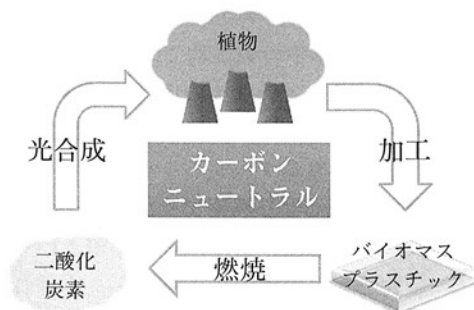 植物
光合成
加工
カーボン
ニュートラル
二酸化
炭素
燃焼
バイオマス
プラスチック